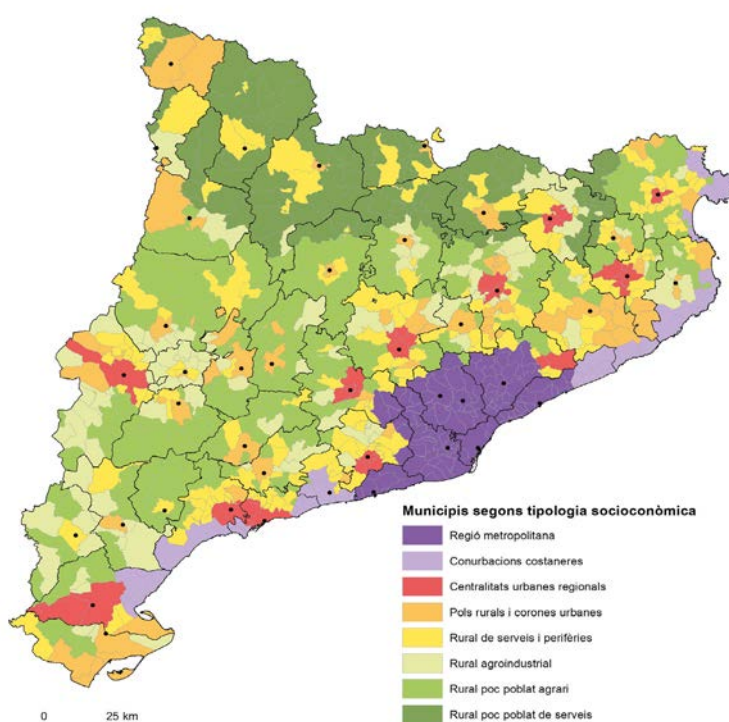 Municipis segons tipologia socioconòmica
Regió metropolitana
Conurbacions costaneres
Centralitats urbanes regionals
Pols rurals i corones urbanes
Rural de serveis i perifèries
Rural agroindustrial
Rural poc poblat agrari
Rural poc poblat de serveis
0 25 km